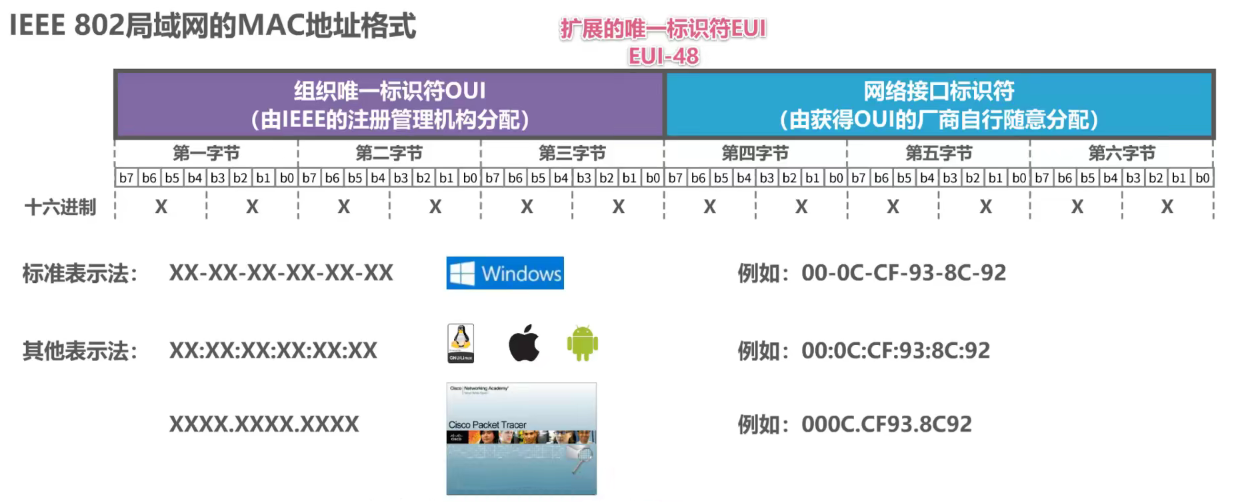 IEEE 802局域网的MAC地址格式
扩展的唯一标识符EUI
EUI-48
组织唯一标识符OUI
（由IEEE的注册管理机构分配）
网络接口标识符
（由获得OUI的厂商自行随意分配）
第一字节 第二字节 第三字节 第四字节 第五字节 第六字节
b7 b6 b5 b4 b3 b2 b1 b0 b7 b6 b5 b4 b3 b2 b1 b0 b7 b6 b5 b4 b3 b2 b1 b0 b7 b6 b5 b4 b3 b2 b1 b0 b7 b6 b5 b4 b3 b2 b1 b0 b7 b6 b5 b4 b3 b2 b1 b0
十六进制 X X X X X X X X X X X X
标准表示法： XX-XX-XX-XX-XX-XX Windows 例如：00-0C-CF-93-8C-92
其他表示法： XX:XX:XX:XX:XX:XX 例如：00:0C:CF:93:8C:92
Cisco Networking Academy
Cisco Packet Tracer
XXXX.XXXX.XXXX 例如：000C.CF93.8C92